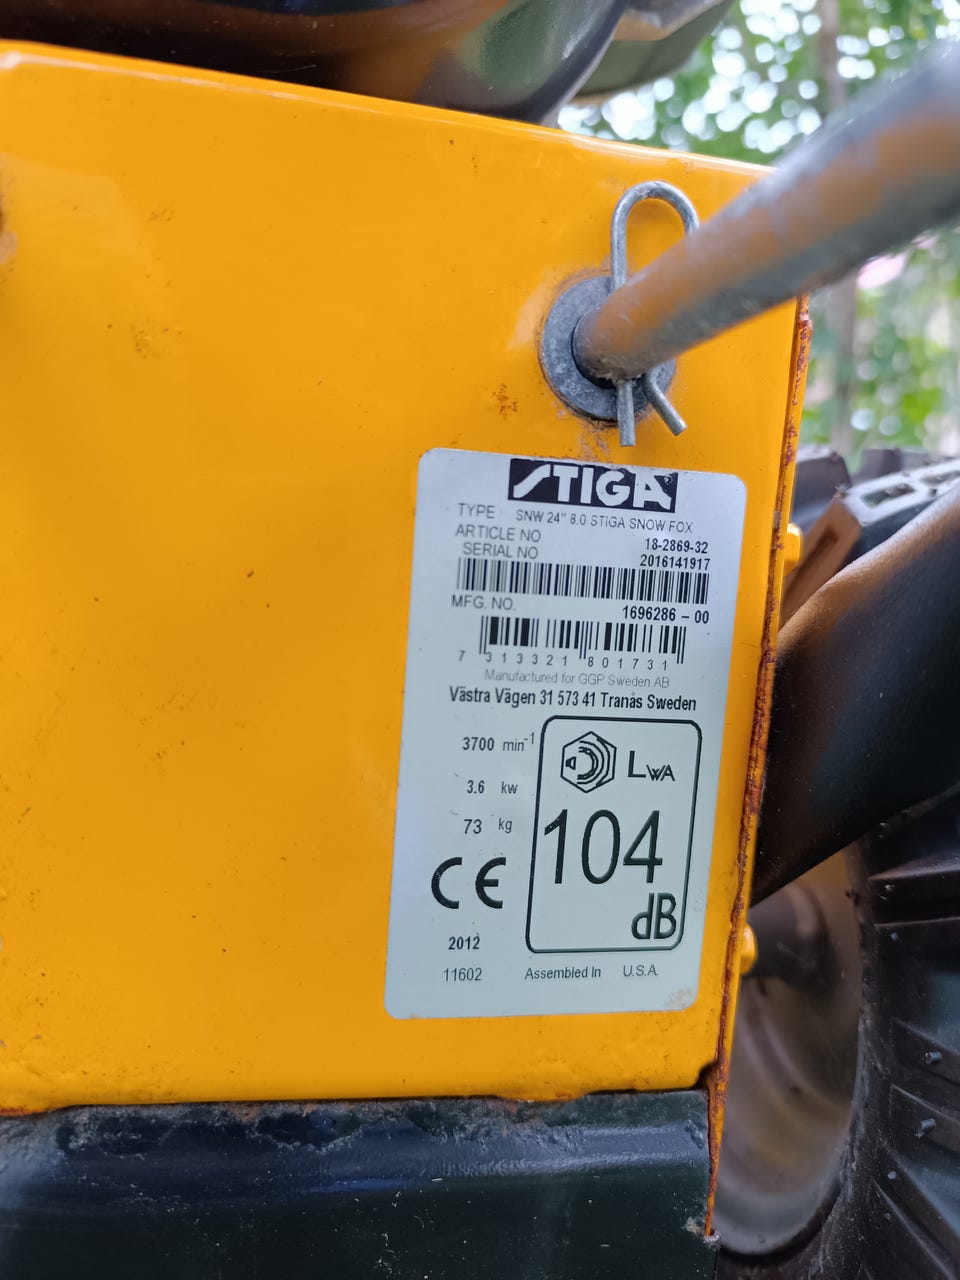 STIGA
TYPE SNW 24" 8.0 STIGA SNOW FOX
ARTICLE NO 18-2869-32
SERIAL NO 2016141917
MFG. NO. 1696286 - 00
7 313321 801731
Manufactured for GGP Sweden AB
Västra Vägen 31 573 41 Tranås Sweden
3700 min-1
LWA
3.6 kw
73 kg
104
dB
CE
2012
11602 Assembled In U.S.A.